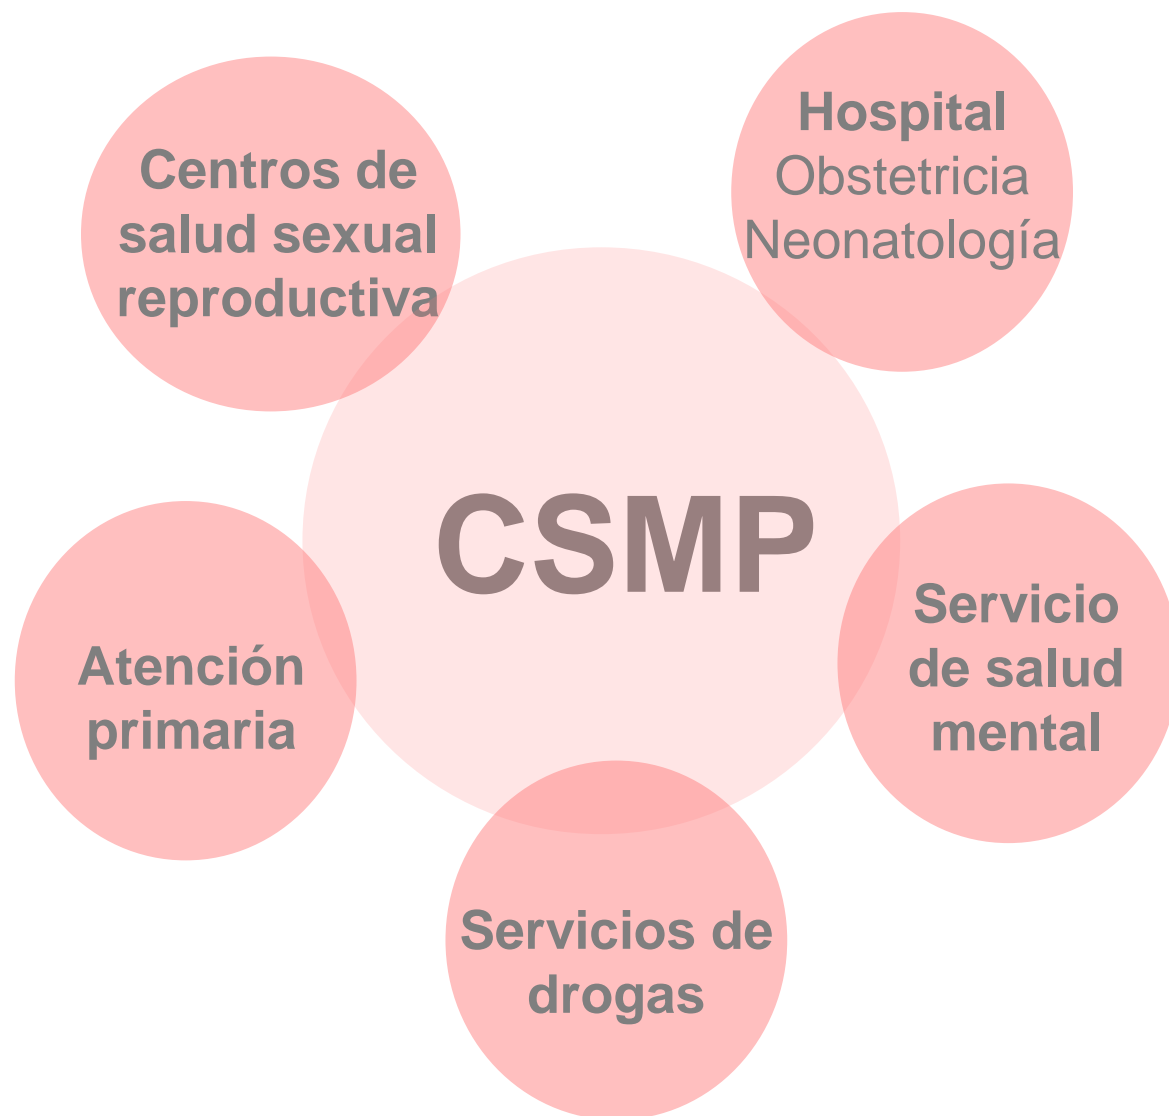 Centros de
salud sexual
reproductiva
Hospital
Obstetricia
Neonatología
CSMP
Atención
primaria
Servicio
de salud
mental
Servicios de
drogas